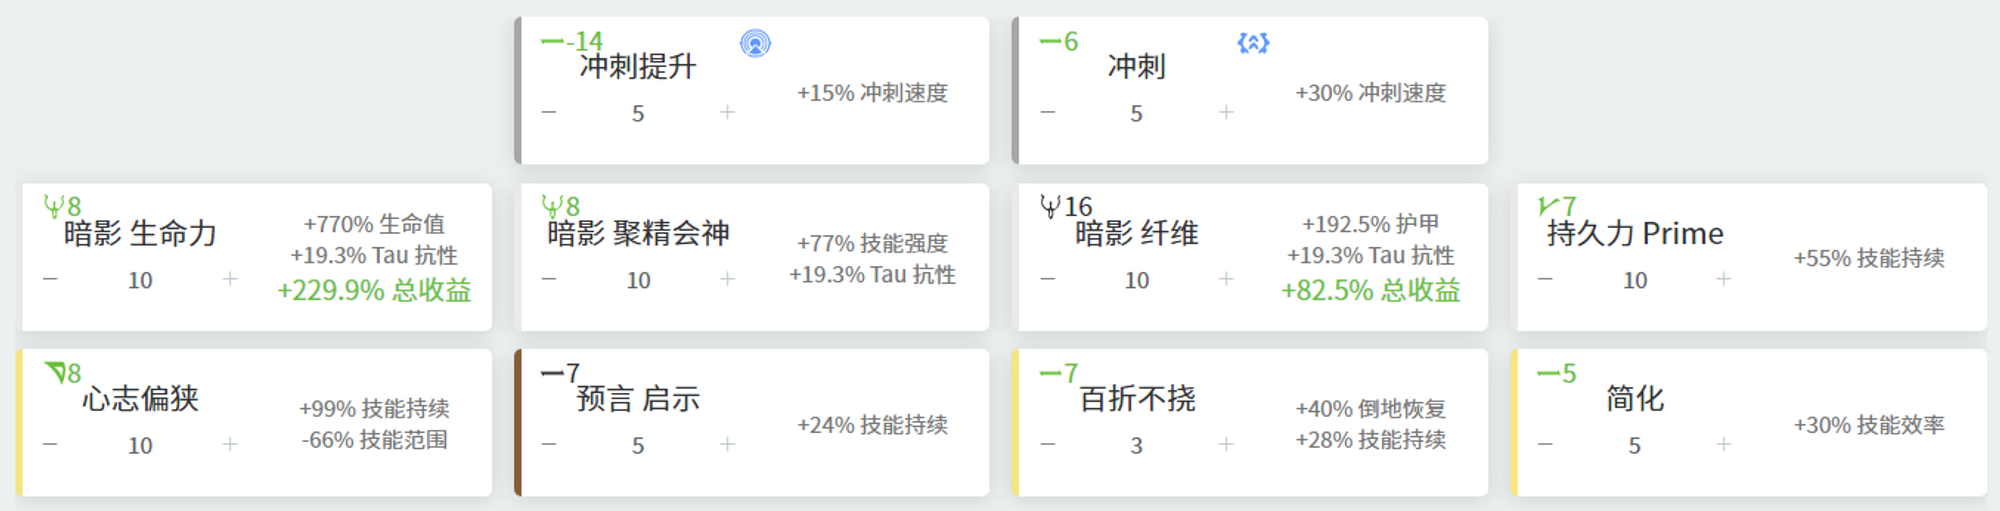 -14
冲刺提升
− 5 +
+15% 冲刺速度
6
冲刺
− 5 +
+30% 冲刺速度
8
暗影 生命力
− 10 +
+770% 生命值
+19.3% Tau 抗性
+229.9% 总收益
8
暗影 聚精会神
− 10 +
+77% 技能强度
+19.3% Tau 抗性
16
暗影 纤维
− 10 +
+192.5% 护甲
+19.3% Tau 抗性
+82.5% 总收益
7
持久力 Prime
− 10 +
+55% 技能持续
8
心志偏狭
− 10 +
+99% 技能持续
-66% 技能范围
7
预言 启示
− 5 +
+24% 技能持续
7
百折不挠
− 3 +
+40% 倒地恢复
+28% 技能持续
5
简化
− 5 +
+30% 技能效率